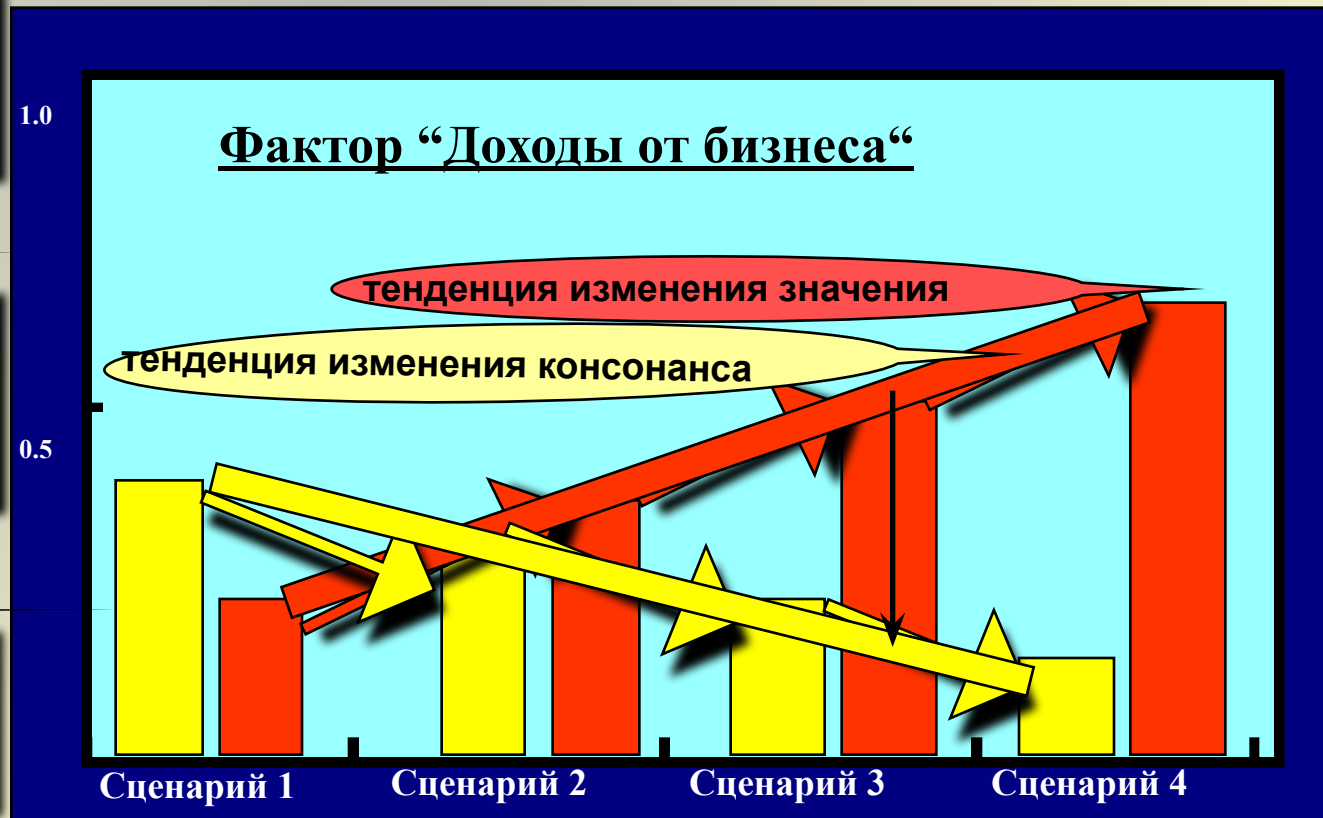 1.0
Фактор “Доходы от бизнеса“
тенденция изменения значения
тенденция изменения консонанса
0.5
Сценарий 1
Сценарий 2
Сценарий 3
Сценарий 4